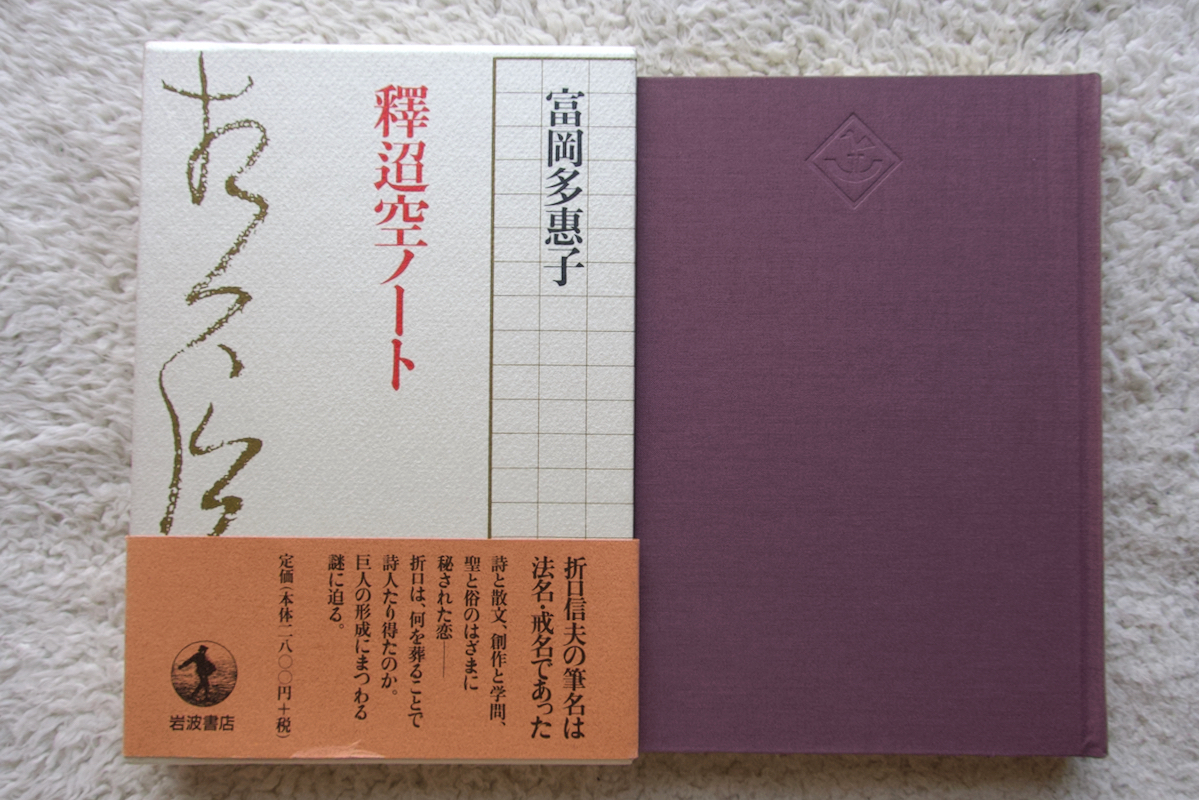 富岡多惠子
釋迢空ノート
折口信夫の筆名は
法名・戒名であった
詩と散文、創作と学問、
聖と俗のはざまに
秘された恋――
折口は、何を葬ることで
詩人たり得たのか。
巨人の形成にまつわる
謎に迫る。
定価（本体二八〇〇円＋税）
岩波書店